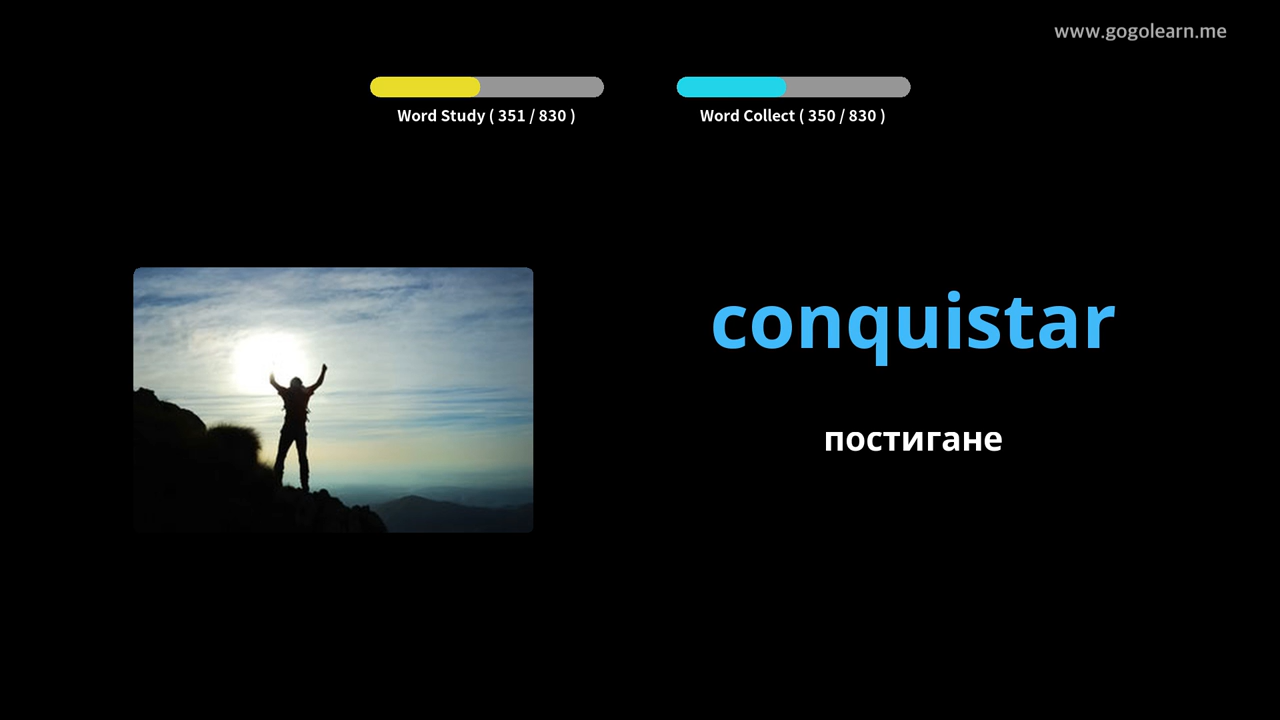 www.gogolearn.me
Word Study ( 351 / 830 )
Word Collect ( 350 / 830 )
conquistar
постигане